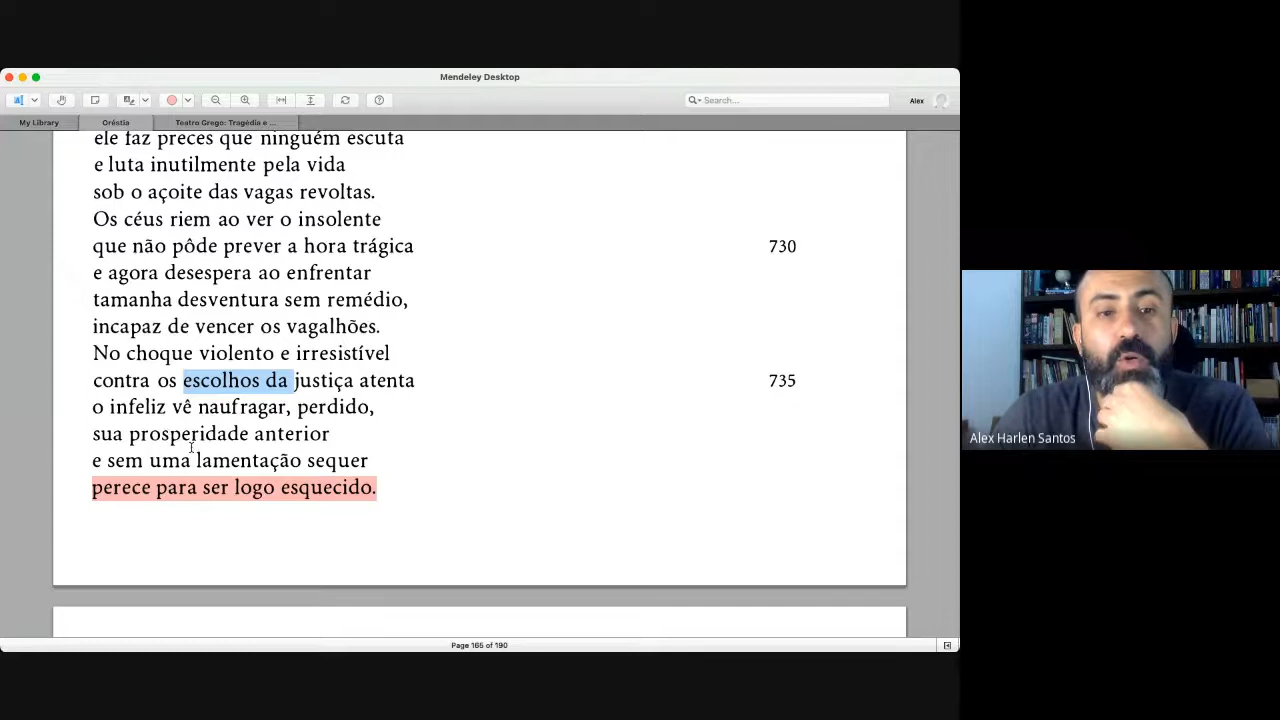 Mendeley Desktop
Search...
Alex
My Library
Oréstia
Teatro Grego: Tragédia e ...
ele faz preces que ninguém escuta
e luta inutilmente pela vida
sob o açoite das vagas revoltas.
Os céus riem ao ver o insolente
que não pôde prever a hora trágica 730
e agora desespera ao enfrentar
tamanha desventura sem remédio,
incapaz de vencer os vagalhões.
No choque violento e irresistível
contra os escolhos da justiça atenta 735
o infeliz vê naufragar, perdido,
sua prosperidade anterior
e sem uma lamentação sequer
perece para ser logo esquecido.
Alex Harlen Santos
Page 165 of 190